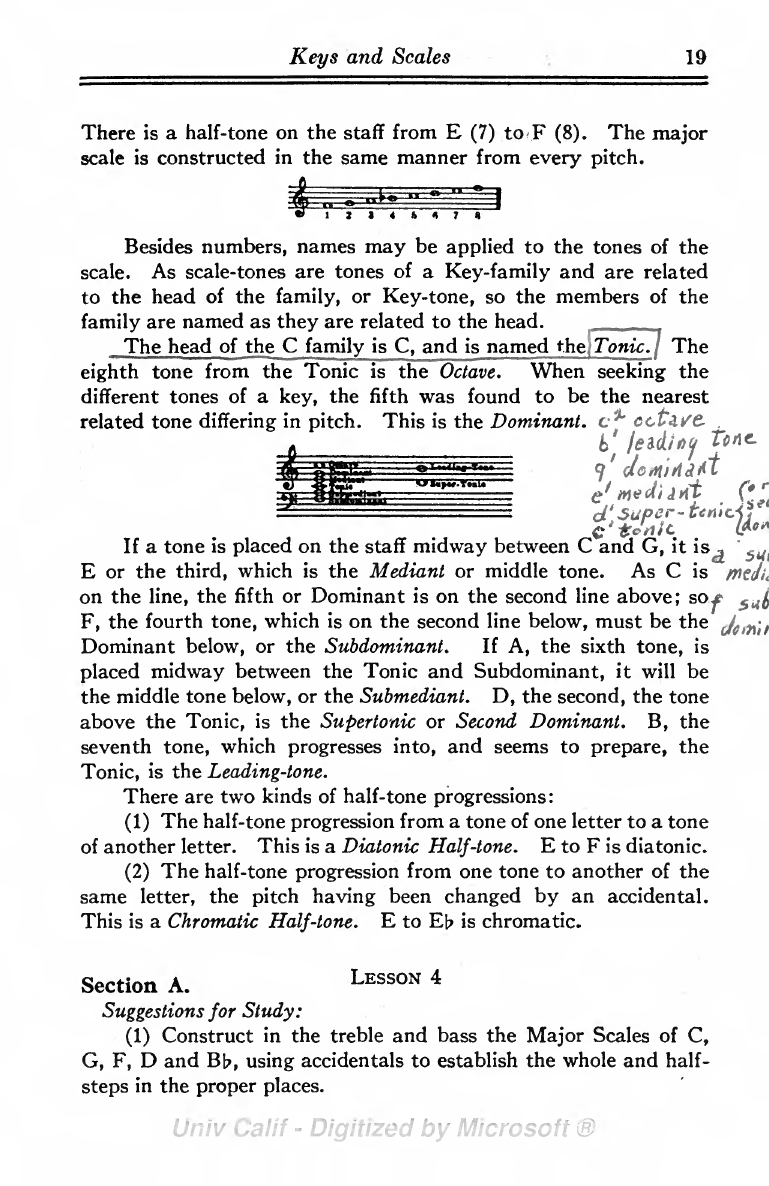 Keys and Scales 19
There is a half-tone on the staff from E (7) to F (8). The major
scale is constructed in the same manner from every pitch.
1 2 3 4 5 6 7 8
Besides numbers, names may be applied to the tones of the
scale. As scale-tones are tones of a Key-family and are related
to the head of the family, or Key-tone, so the members of the
family are named as they are related to the head.
The head of the C family is C, and is named the Tonic. The
eighth tone from the Tonic is the Octave. When seeking the
different tones of a key, the fifth was found to be the nearest
related tone differing in pitch. This is the Dominant.
c² octave
b' leading tone
g' dominant
e' mediant
d' super-tonic
c' tonic
Octave
Dominant
Mediant
Tonic
Submediant
Subdominant
Leading-Tone
Super-Tonic
If a tone is placed on the staff midway between C and G, it is
E or the third, which is the Mediant or middle tone. As C is
on the line, the fifth or Dominant is on the second line above; so
F, the fourth tone, which is on the second line below, must be the
Dominant below, or the Subdominant. If A, the sixth tone, is
placed midway between the Tonic and Subdominant, it will be
the middle tone below, or the Submediant. D, the second, the tone
above the Tonic, is the Supertonic or Second Dominant. B, the
seventh tone, which progresses into, and seems to prepare, the
Tonic, is the Leading-tone.
There are two kinds of half-tone progressions:
(1) The half-tone progression from a tone of one letter to a tone
of another letter. This is a Diatonic Half-tone. E to F is diatonic.
(2) The half-tone progression from one tone to another of the
same letter, the pitch having been changed by an accidental.
This is a Chromatic Half-tone. E to E♭ is chromatic.
Lesson 4
Section A.
Suggestions for Study:
(1) Construct in the treble and bass the Major Scales of C,
G, F, D and B♭, using accidentals to establish the whole and half-
steps in the proper places.
Univ Calif - Digitized by Microsoft ®